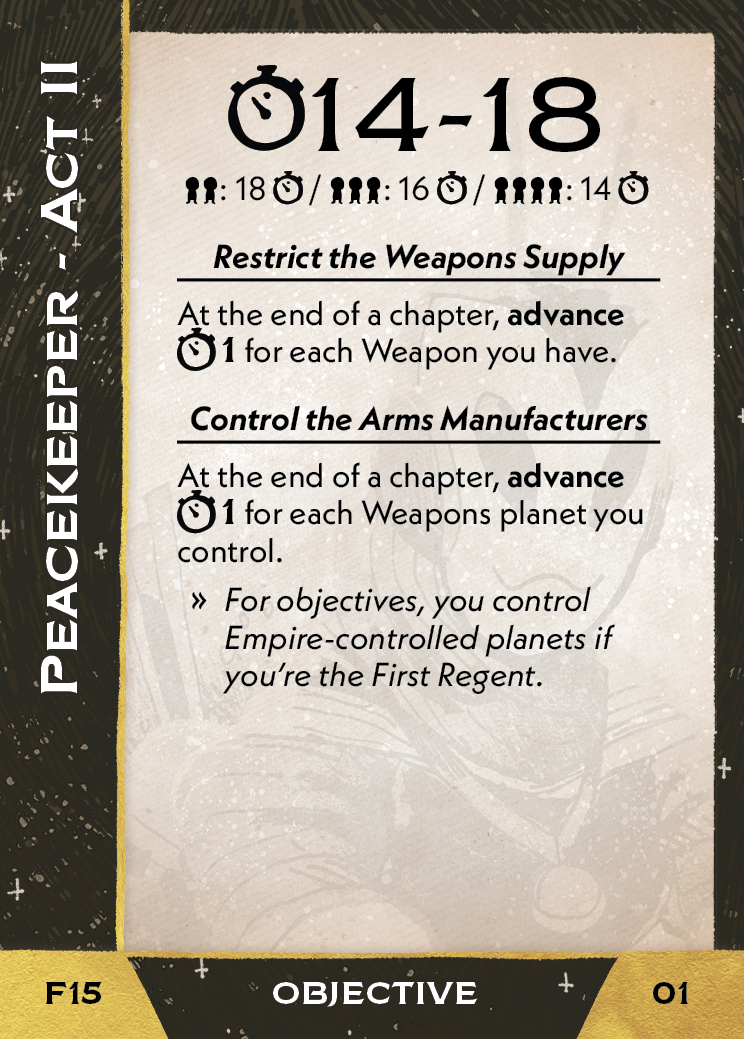 PEACEKEEPER - ACT II
14-18
: 18 / : 16 / : 14
Restrict the Weapons Supply
At the end of a chapter, advance
1 for each Weapon you have.
Control the Arms Manufacturers
At the end of a chapter, advance
1 for each Weapons planet you
control.
» For objectives, you control
Empire-controlled planets if
you're the First Regent.
F15
OBJECTIVE
01